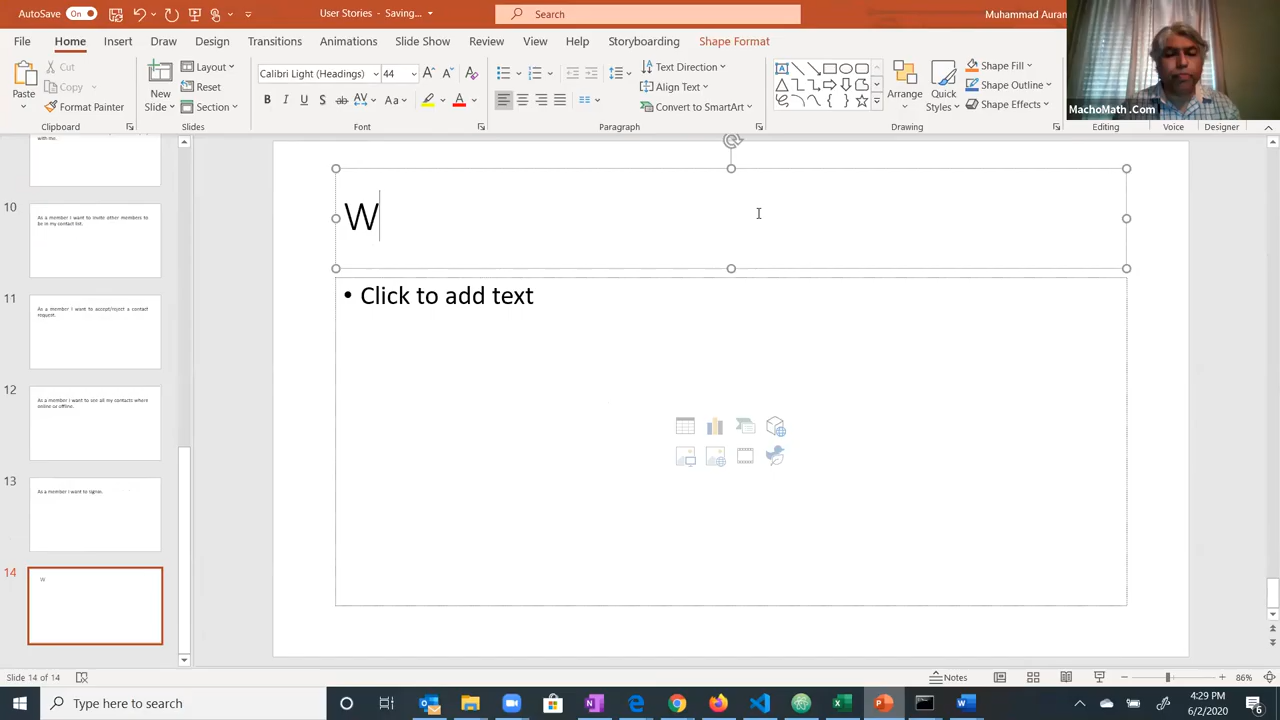 AutoSave On User Stories - Saving... Search Muhammad Auran
File Home Insert Draw Design Transitions Animations Slide Show Review View Help Storyboarding Shape Format
Paste Cut Copy Format Painter
Clipboard
New Slide Layout Reset Section
Slides
Calibri Light (Headings) 44
B I U S ab AV Aa A
Font
Text Direction
Align Text
Convert to SmartArt
Paragraph
Arrange Quick Styles Shape Fill Shape Outline Shape Effects
Drawing
Editing
Voice
Designer
MachoMath .Com
with me.
10
As a member I want to invite other members to
be in my contact list.
11
As a member I want to accept/reject a contact
request.
12
As a member I want to see all my contacts where
online or offline.
13
As a member I want to signin.
14
W
W
• Click to add text
Slide 14 of 14 Notes 86%
Type here to search
4:29 PM
6/2/2020
6